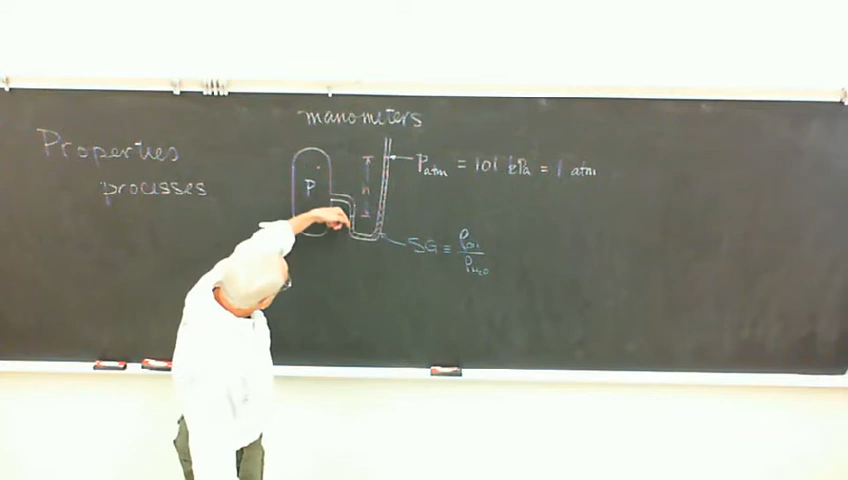 manometers
Properties
processes
P
h
Patm = 101 kPa = 1 atm
SG ≡ ρoil / ρH2O